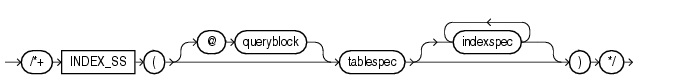 /*+ INDEX_SS ( @ queryblock tablespec indexspec ) */